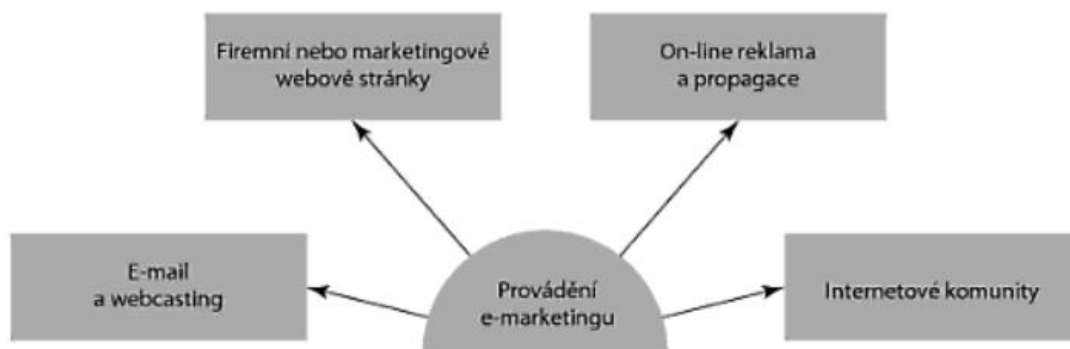 Firemní nebo marketingové
webové stránky
On-line reklama
a propagace
E-mail
a webcasting
Provádění
e-marketingu
Internetové komunity